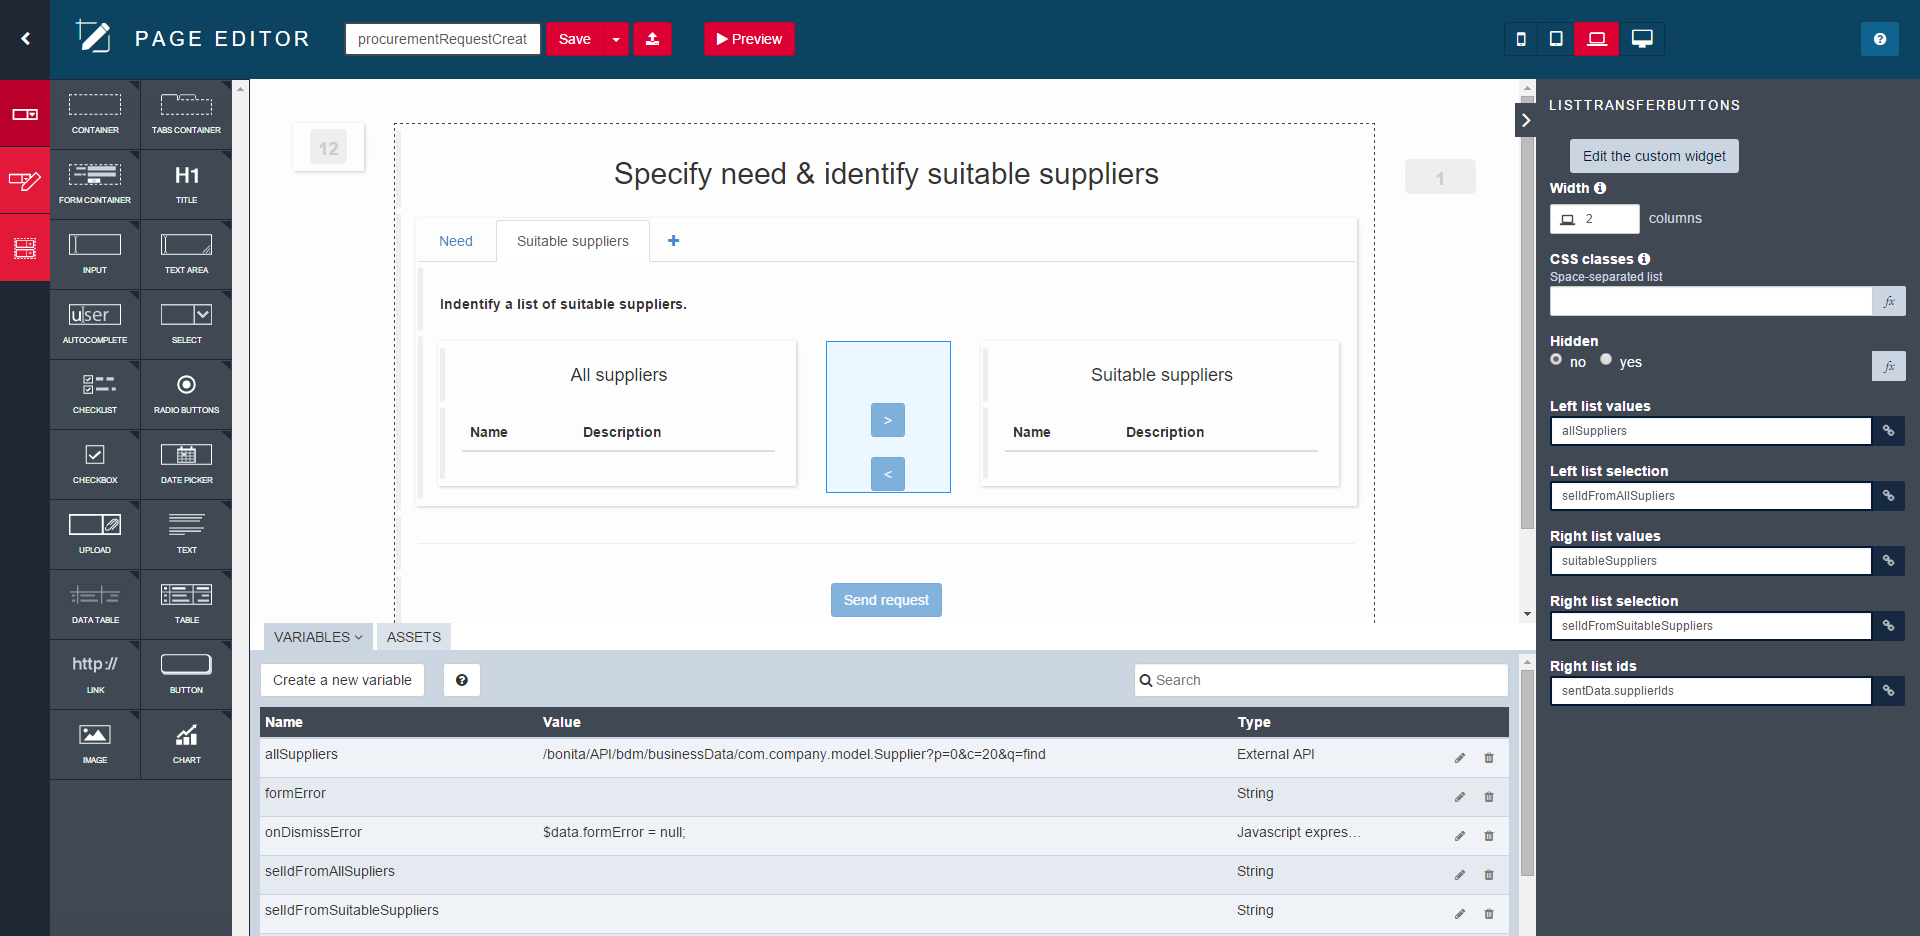 PAGE EDITOR
procurementRequestCreat
Save
Preview
CONTAINER
TABS CONTAINER
FORM CONTAINER
H1
TITLE
INPUT
TEXT AREA
user
AUTOCOMPLETE
SELECT
CHECKLIST
RADIO BUTTONS
CHECKBOX
DATE PICKER
UPLOAD
TEXT
DATA TABLE
TABLE
http://
LINK
BUTTON
IMAGE
CHART
12
Specify need & identify suitable suppliers
1
Need
Suitable suppliers
Indentify a list of suitable suppliers.
All suppliers
Name Description
>
<
Suitable suppliers
Name Description
Send request
VARIABLES
ASSETS
Create a new variable
Search
Name Value Type
allSuppliers /bonita/API/bdm/businessData/com.company.model.Supplier?p=0&c=20&q=find External API
formError String
onDismissError $data.formError = null; Javascript expres…
selIdFromAllSupliers String
selIdFromSuitableSuppliers String
LISTTRANSFERBUTTONS
Edit the custom widget
Width
2 columns
CSS classes
Space-separated list
fx
Hidden
no yes
fx
Left list values
allSuppliers
Left list selection
selIdFromAllSupliers
Right list values
suitableSuppliers
Right list selection
selIdFromSuitableSuppliers
Right list ids
sentData.supplierIds